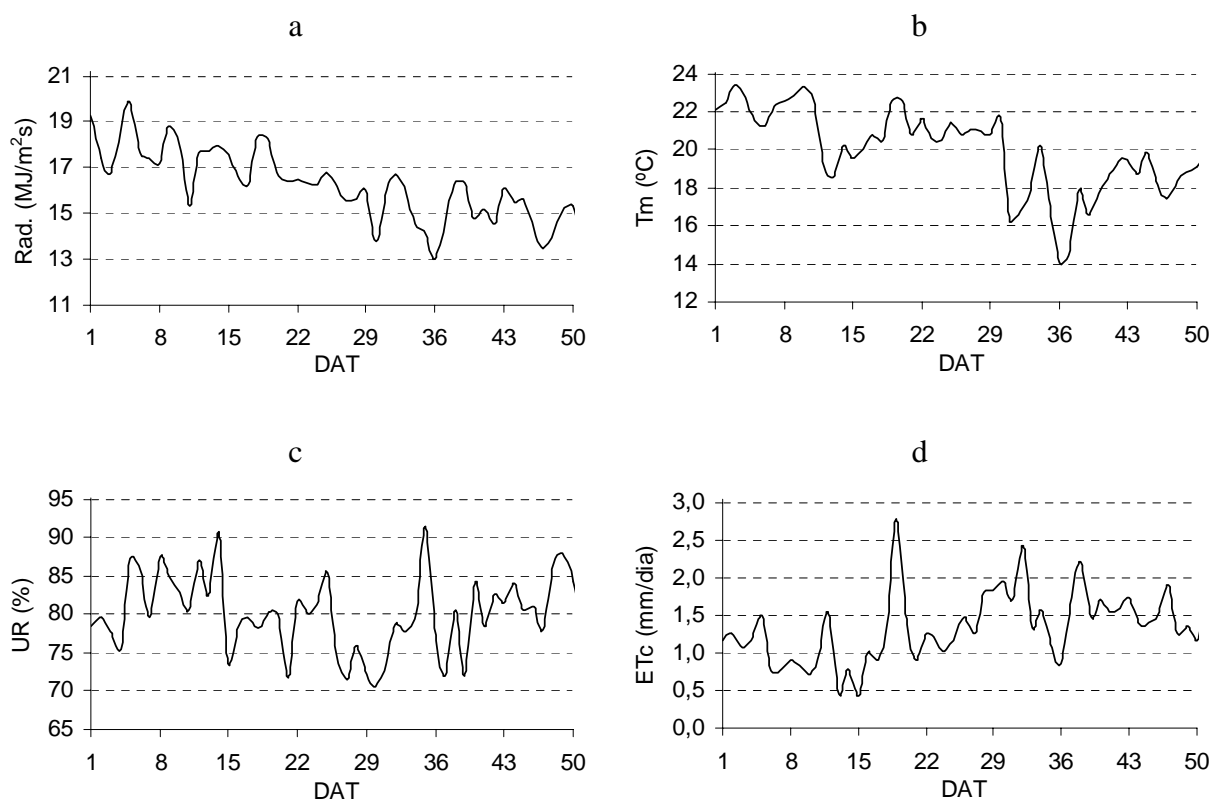 a
21
19
17
15
13
11
Rad. (MJ/m²s)
1 8 15 22 29 36 43 50
DAT
b
24
22
20
18
16
14
12
Tm (ºC)
1 8 15 22 29 36 43 50
DAT
c
95
90
85
80
75
70
65
UR (%)
1 8 15 22 29 36 43 50
DAT
d
3,0
2,5
2,0
1,5
1,0
0,5
0,0
ETc (mm/dia)
1 8 15 22 29 36 43 50
DAT